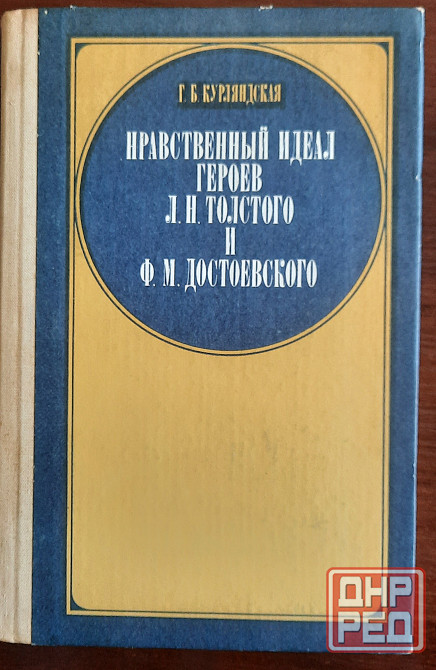 Г. Б. КУРЛЯНДСКАЯ
НРАВСТВЕННЫЙ ИДЕАЛ
ГЕРОЕВ
Л. Н. ТОЛСТОГО
И
Ф. М. ДОСТОЕВСКОГО
ДНР
РЕД